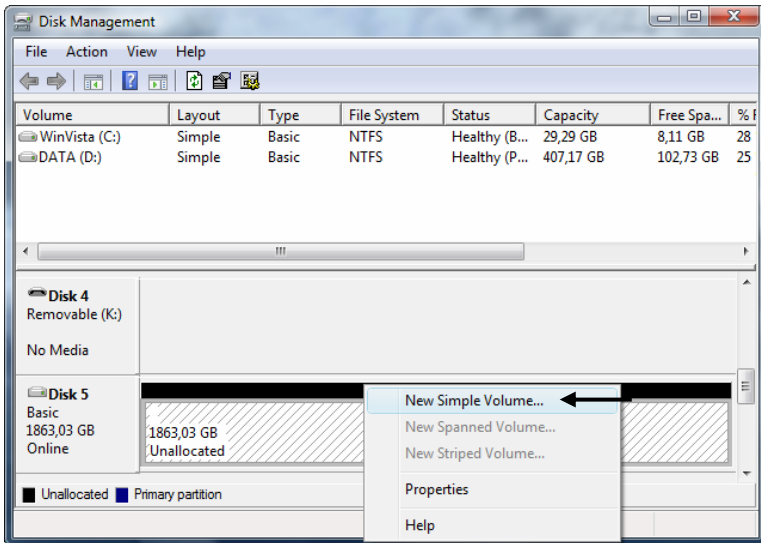 Disk Management
File Action View Help
Volume Layout Type File System Status Capacity Free Spa... % F
WinVista (C:) Simple Basic NTFS Healthy (B... 29,29 GB 8,11 GB 28
DATA (D:) Simple Basic NTFS Healthy (P... 407,17 GB 102,73 GB 25
Disk 4
Removable (K:)
No Media
Disk 5
Basic
1863,03 GB
Online
1863,03 GB
Unallocated
New Simple Volume...
New Spanned Volume...
New Striped Volume...
Properties
Help
Unallocated Primary partition